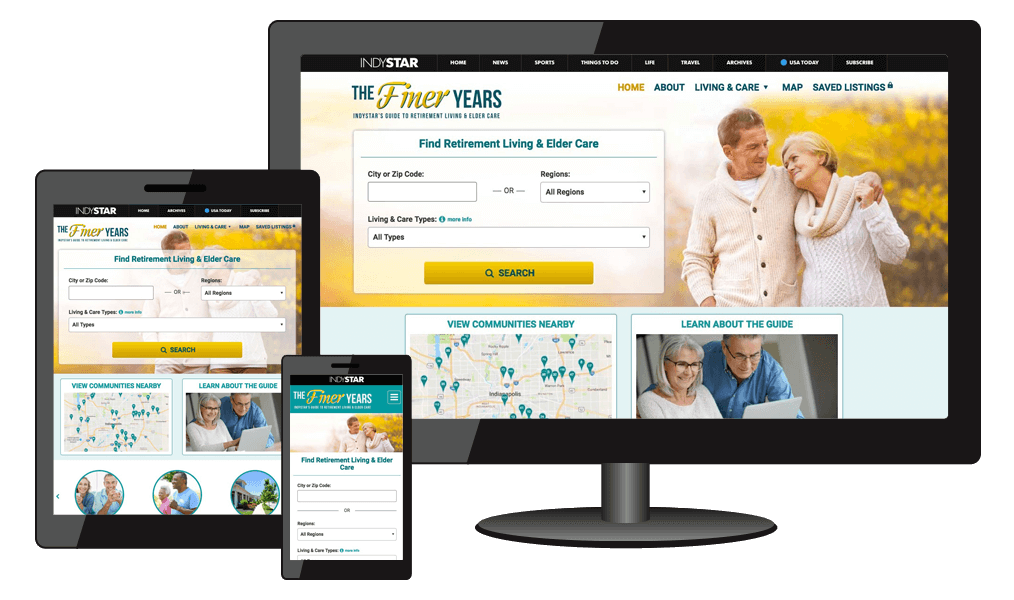 INDYSTAR HOME NEWS SPORTS THINGS TO DO LIFE TRAVEL ARCHIVES USA TODAY SUBSCRIBE
THE Finer YEARS
INDYSTAR'S GUIDE TO RETIREMENT LIVING & ELDER CARE
HOME ABOUT LIVING & CARE MAP SAVED LISTINGS
Find Retirement Living & Elder Care
City or Zip Code: Regions:
— OR — All Regions
Living & Care Types: more info
All Types
SEARCH
VIEW COMMUNITIES NEARBY LEARN ABOUT THE GUIDE
Indianapolis
INDYSTAR HOME ARCHIVES USA TODAY SUBSCRIBE
THE Finer YEARS
INDYSTAR'S GUIDE TO RETIREMENT LIVING & ELDER CARE
HOME ABOUT LIVING & CARE MAP SAVED LISTINGS
Find Retirement Living & Elder Care
City or Zip Code: Regions:
— OR — All Regions
Living & Care Types: more info
All Types
SEARCH
VIEW COMMUNITIES NEARBY LEARN ABOUT THE GUIDE
Indianapolis
INDYSTAR
THE Finer YEARS
INDYSTAR'S GUIDE TO RETIREMENT LIVING & ELDER CARE
Find Retirement Living & Elder
Care
City or Zip Code:
OR
Regions:
All Regions
Living & Care Types: more info